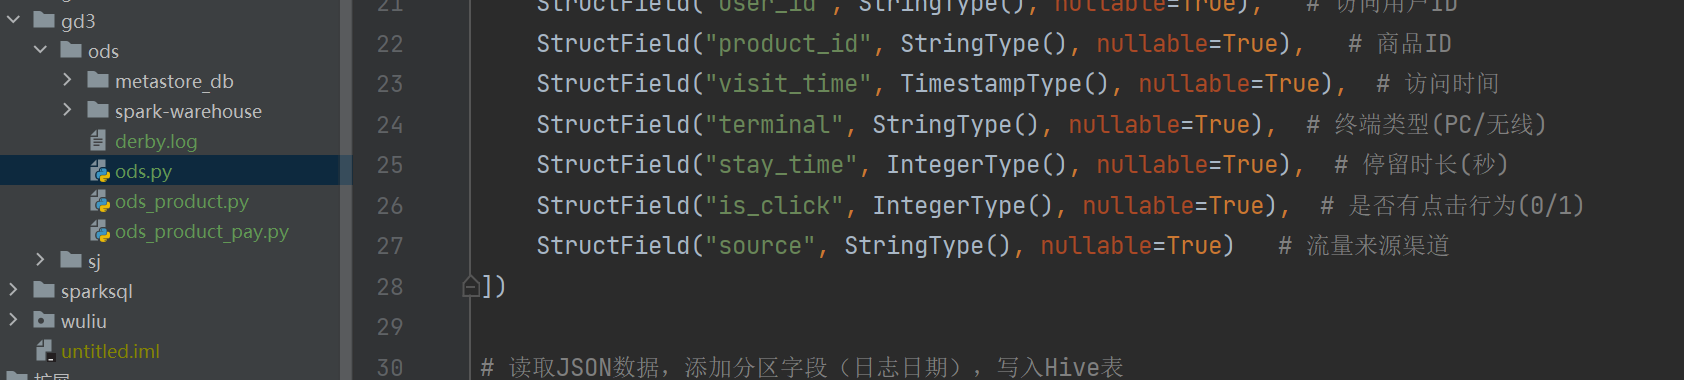 gd3
ods
metastore_db
spark-warehouse
derby.log
ods.py
ods_product.py
ods_product_pay.py
sj
sparksql
wuliu
untitled.iml
扩展
21 StructField("user_id", StringType(), nullable=True), # 访问用户ID
22 StructField("product_id", StringType(), nullable=True), # 商品ID
23 StructField("visit_time", TimestampType(), nullable=True), # 访问时间
24 StructField("terminal", StringType(), nullable=True), # 终端类型(PC/无线)
25 StructField("stay_time", IntegerType(), nullable=True), # 停留时长(秒)
26 StructField("is_click", IntegerType(), nullable=True), # 是否有点击行为(0/1)
27 StructField("source", StringType(), nullable=True) # 流量来源渠道
28 ])
29
30 # 读取JSON数据，添加分区字段（日志日期），写入Hive表